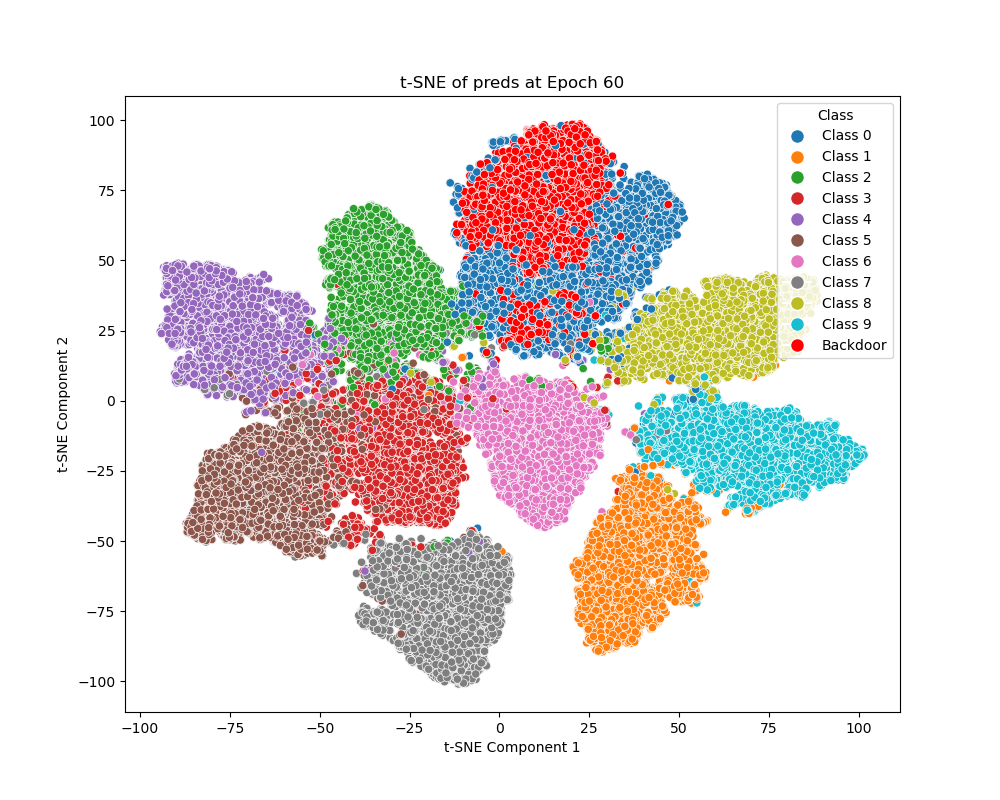 t-SNE of preds at Epoch 60
Class
Class 0
Class 1
Class 2
Class 3
Class 4
Class 5
Class 6
Class 7
Class 8
Class 9
Backdoor
100
75
50
25
0
−25
−50
−75
−100
t-SNE Component 2
−100 −75 −50 −25 0 25 50 75 100
t-SNE Component 1